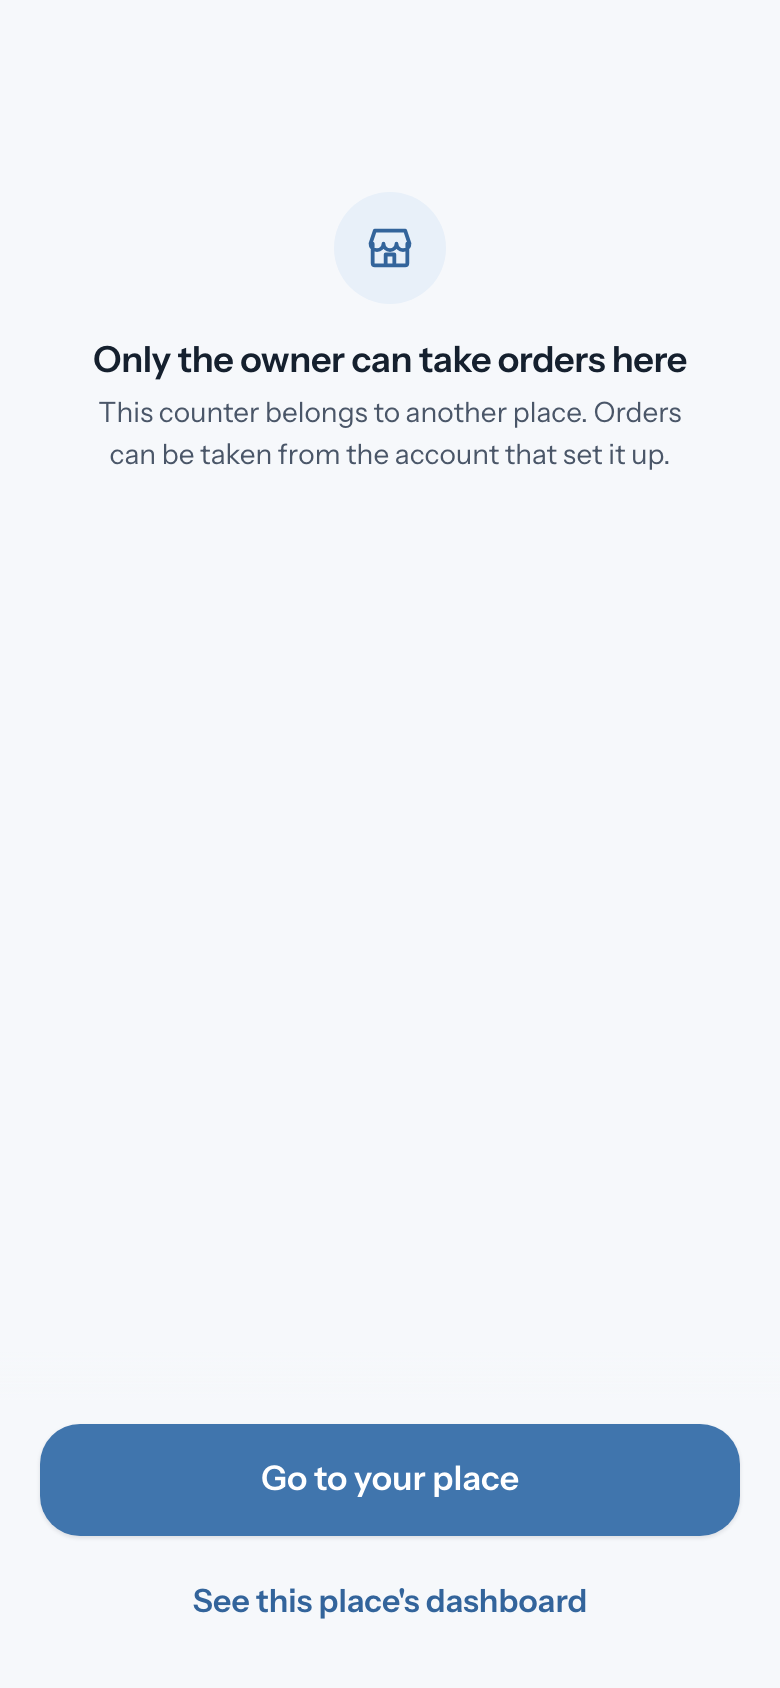 Only the owner can take orders here
This counter belongs to another place. Orders
can be taken from the account that set it up.
Go to your place
See this place's dashboard